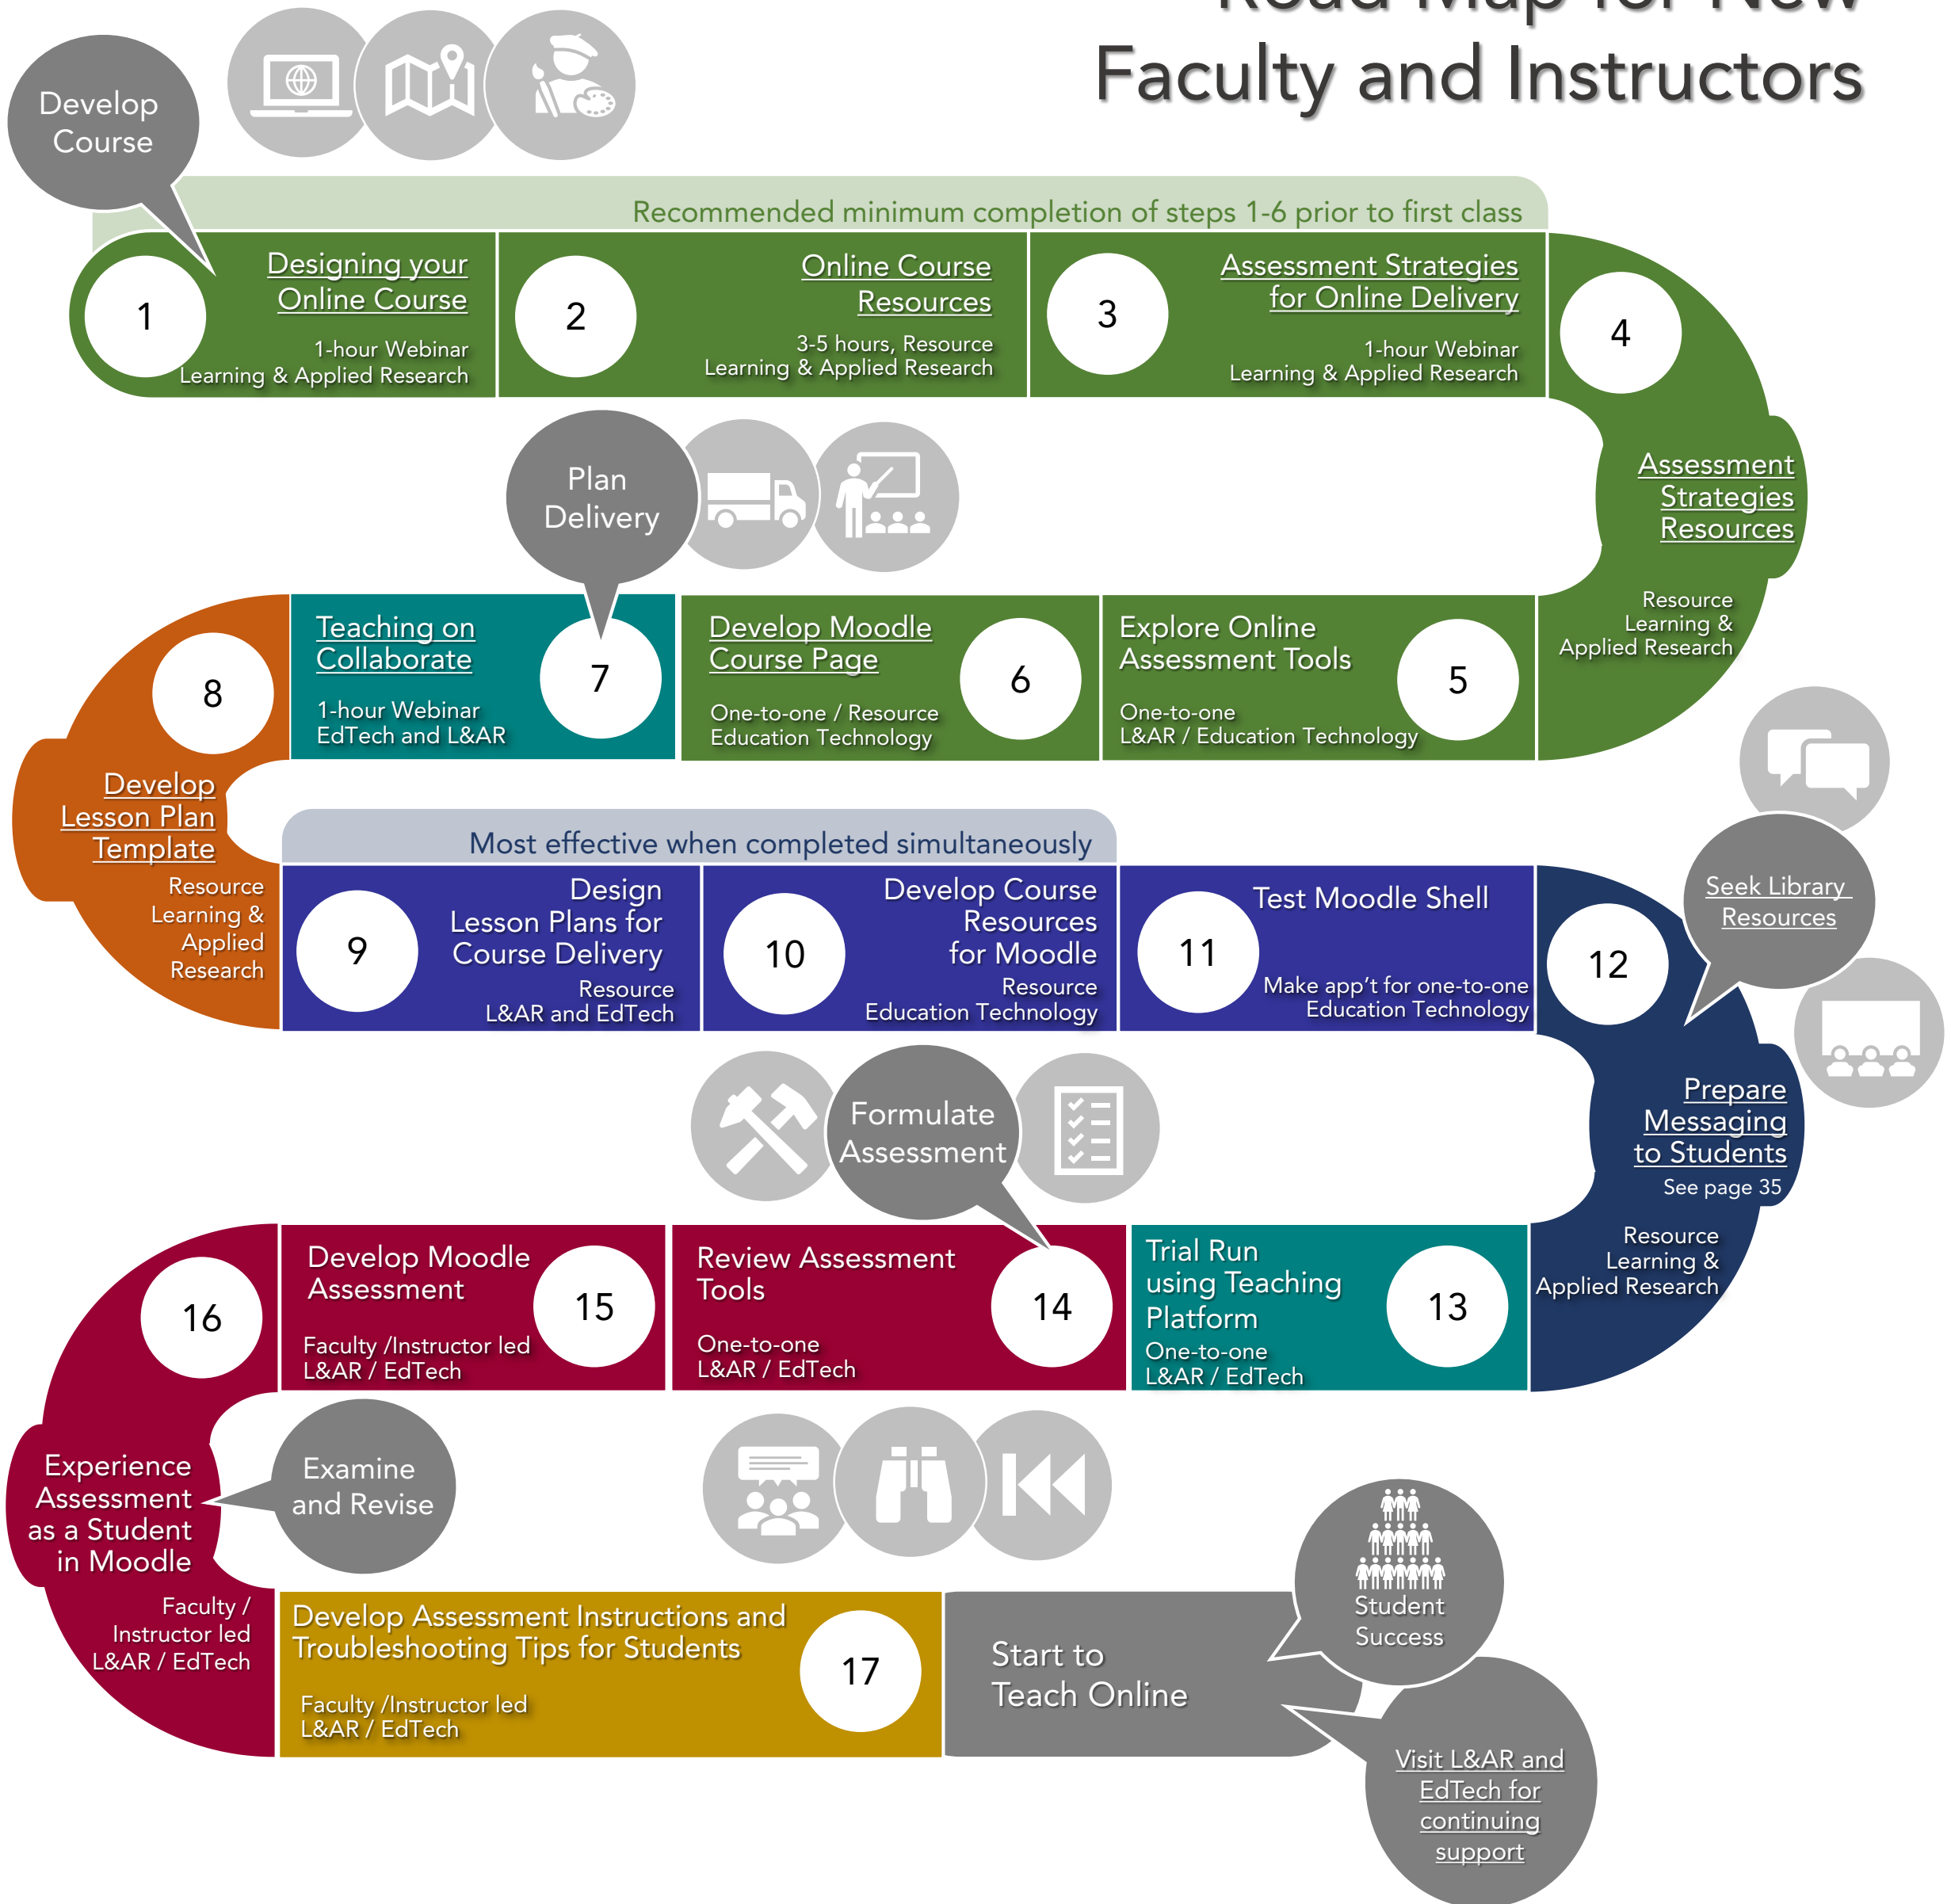 Road Map for New
Faculty and Instructors
Develop
Course
Recommended minimum completion of steps 1-6 prior to first class
1
Designing your
Online Course
1-hour Webinar
Learning & Applied Research
2
Online Course
Resources
3-5 hours, Resource
Learning & Applied Research
3
Assessment Strategies
for Online Delivery
1-hour Webinar
Learning & Applied Research
4
Assessment
Strategies
Resources
Resource
Learning &
Applied Research
5
Explore Online
Assessment Tools
One-to-one
L&AR / Education Technology
6
Develop Moodle
Course Page
One-to-one / Resource
Education Technology
Plan
Delivery
7
Teaching on
Collaborate
1-hour Webinar
EdTech and L&AR
8
Develop
Lesson Plan
Template
Resource
Learning &
Applied
Research
Most effective when completed simultaneously
9
Design
Lesson Plans for
Course Delivery
Resource
L&AR and EdTech
10
Develop Course
Resources
for Moodle
Resource
Education Technology
11
Test Moodle Shell
Make app't for one-to-one
Education Technology
12
Seek Library
Resources
Prepare
Messaging
to Students
See page 35
Resource
Learning &
Applied Research
13
Trial Run
using Teaching
Platform
One-to-one
L&AR / EdTech
Formulate
Assessment
14
Review Assessment
Tools
One-to-one
L&AR / EdTech
15
Develop Moodle
Assessment
Faculty /Instructor led
L&AR / EdTech
16
Experience
Assessment
as a Student
in Moodle
Faculty /
Instructor led
L&AR / EdTech
Examine
and Revise
Develop Assessment Instructions and
Troubleshooting Tips for Students
Faculty /Instructor led
L&AR / EdTech
17
Start to
Teach Online
Student
Success
Visit L&AR and
EdTech for
continuing
support